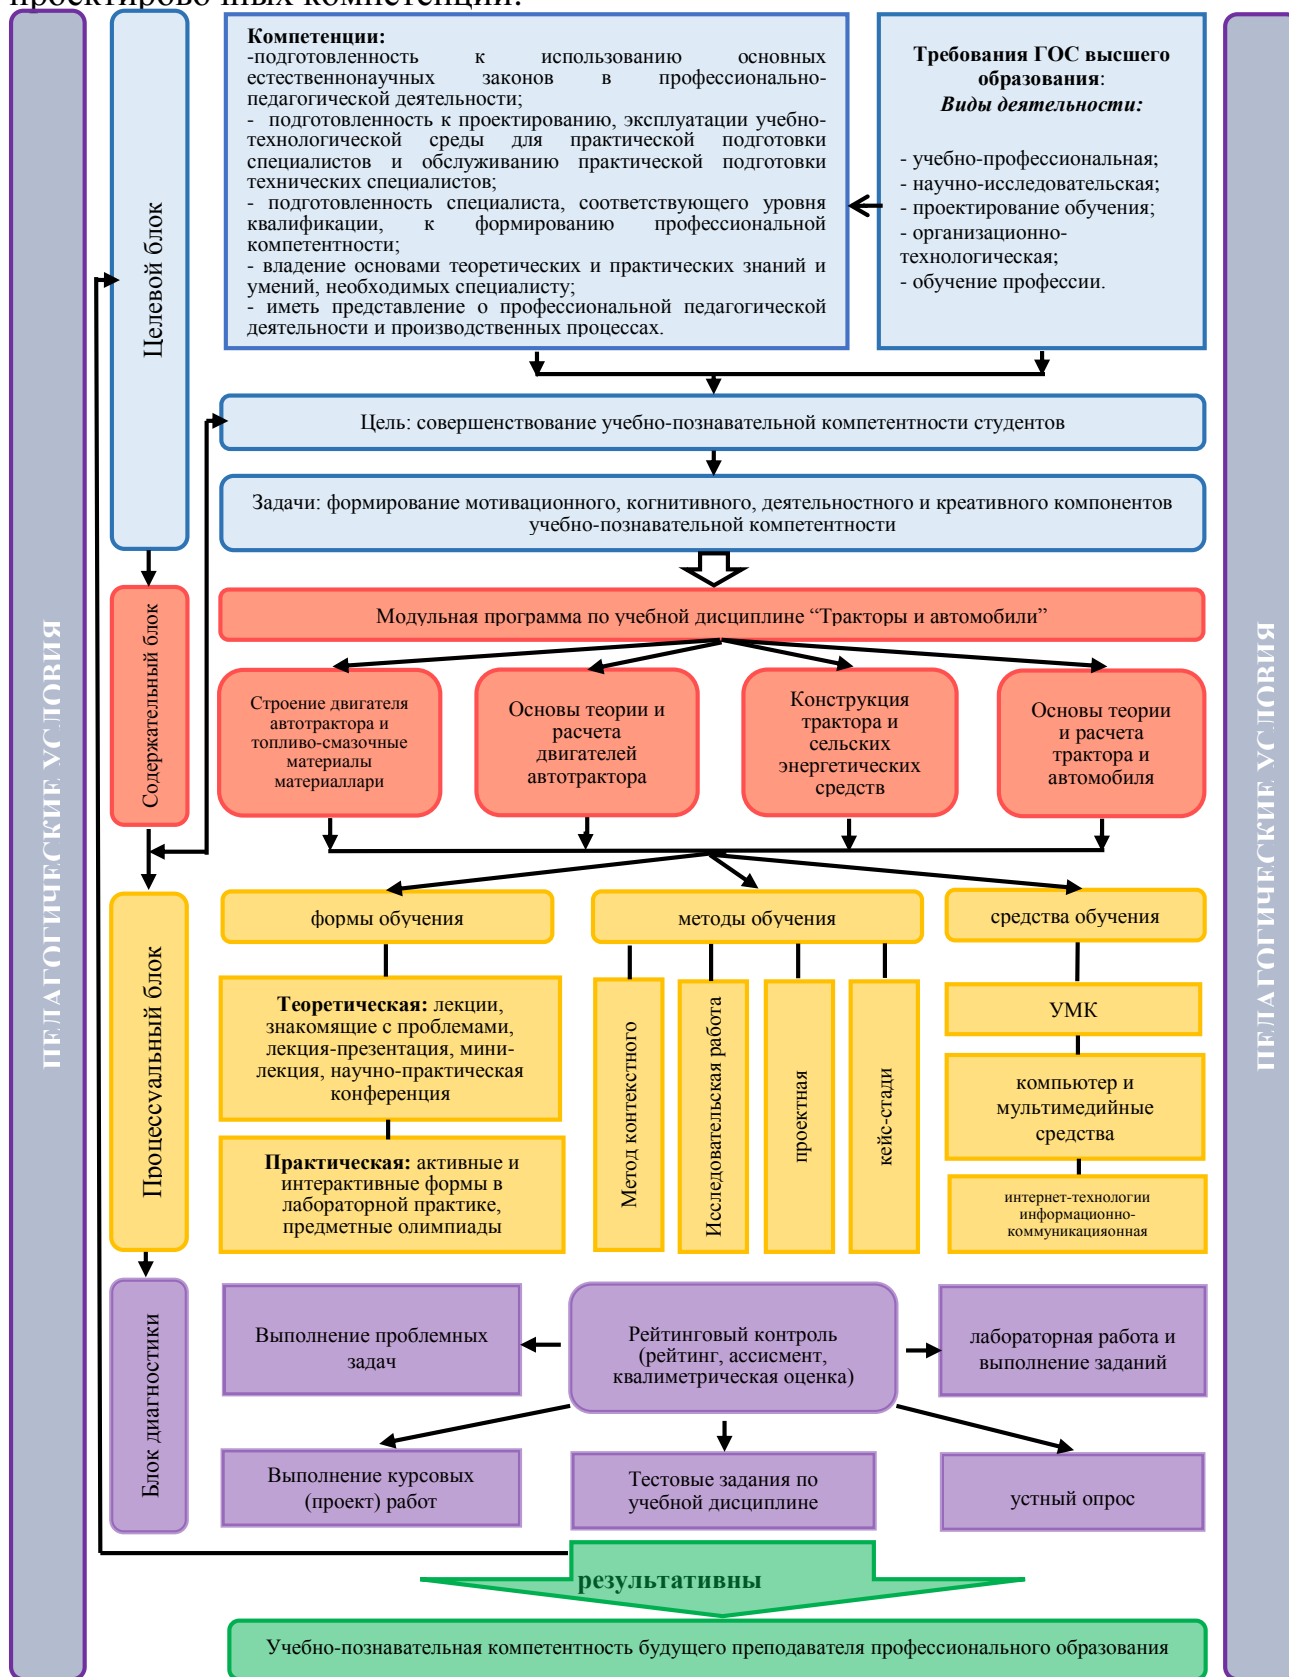 проектировочных компетенций.
Компетенции:
-подготовленность к использованию основных
естественнонаучных законов в профессионально-
педагогической деятельности;
- подготовленность к проектированию, эксплуатации учебно-
технологической среды для практической подготовки
специалистов и обслуживанию практической подготовки
технических специалистов;
- подготовленность специалиста, соответствующего уровня
квалификации, к формированию профессиональной
компетентности;
- владение основами теоретических и практических знаний и
умений, необходимых специалисту;
- иметь представление о профессиональной педагогической
деятельности и производственных процессах.
Требования ГОС высшего
образования:
Виды деятельности:
- учебно-профессиональная;
- научно-исследовательская;
- проектирование обучения;
- организационно-
технологическая;
- обучение профессии.
Целевой блок
Цель: совершенствование учебно-познавательной компетентности студентов
Задачи: формирование мотивационного, когнитивного, деятельностного и креативного компонентов
учебно-познавательной компетентности
ПЕДАГОГИЧЕСКИЕ УСЛОВИЯ
ПЕДАГОГИЧЕСКИЕ УСЛОВИЯ
Содержательный блок
Модульная программа по учебной дисциплине “Тракторы и автомобили”
Строение двигателя
автотрактора и
топливо-смазочные
материалы
материаллари
Основы теории и
расчета
двигателей
автотрактора
Конструкция
трактора и
сельских
энергетических
средств
Основы теории
и расчета
трактора и
автомобиля
Процессуальный блок
формы обучения
методы обучения
средства обучения
Теоретическая: лекции,
знакомящие с проблемами,
лекция-презентация, мини-
лекция, научно-практическая
конференция
Практическая: активные и
интерактивные формы в
лабораторной практике,
предметные олимпиады
Метод контекстного
Исследовательская работа
проектная
кейс-стади
УМК
компьютер и
мультимедийные
средства
интернет-технологии
информационно-
коммуникацияонная
Блок диагностики
Выполнение проблемных
задач
Рейтинговый контроль
(рейтинг, ассисмент,
квалиметрическая оценка)
лабораторная работа и
выполнение заданий
Выполнение курсовых
(проект) работ
Тестовые задания по
учебной дисциплине
устный опрос
результативны
Учебно-познавательная компетентность будущего преподавателя профессионального образования